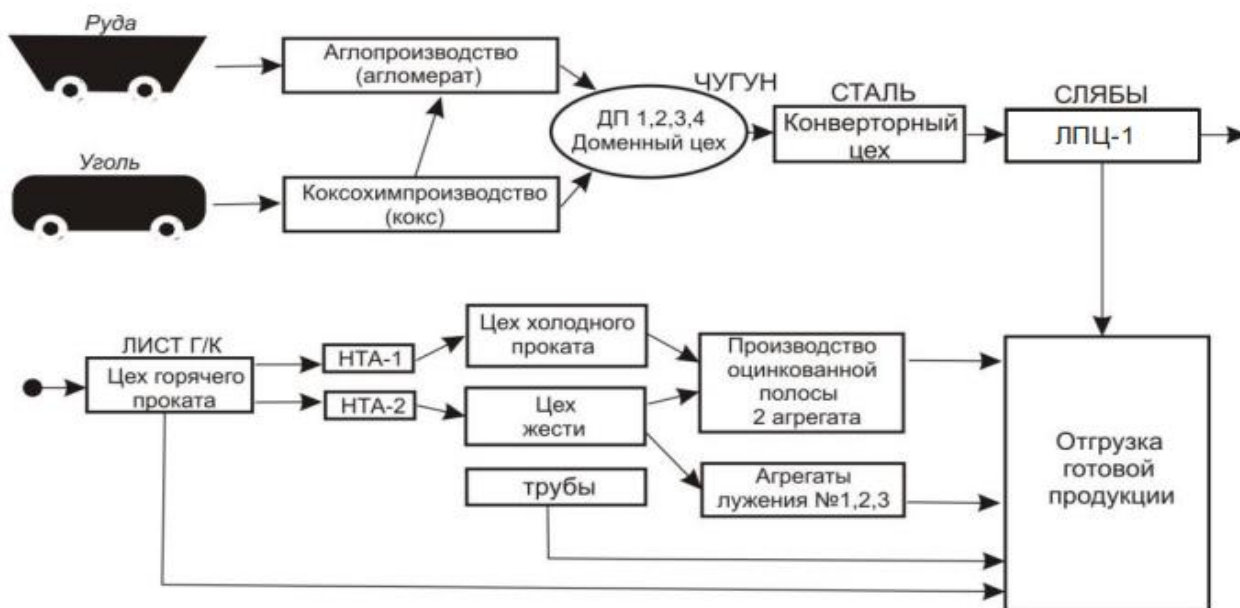 Руда
Аглопроизводство
(агломерат)
ЧУГУН
СТАЛЬ
СЛЯБЫ
ДП 1,2,3,4
Доменный цех
Конверторный
цех
ЛПЦ-1
Уголь
Коксохимпроизводство
(кокс)
ЛИСТ Г/К
Цех горячего
проката
НТА-1
НТА-2
Цех холодного
проката
Цех
жести
трубы
Производство
оцинкованной
полосы
2 агрегата
Агрегаты
лужения №1,2,3
Отгрузка
готовой
продукции